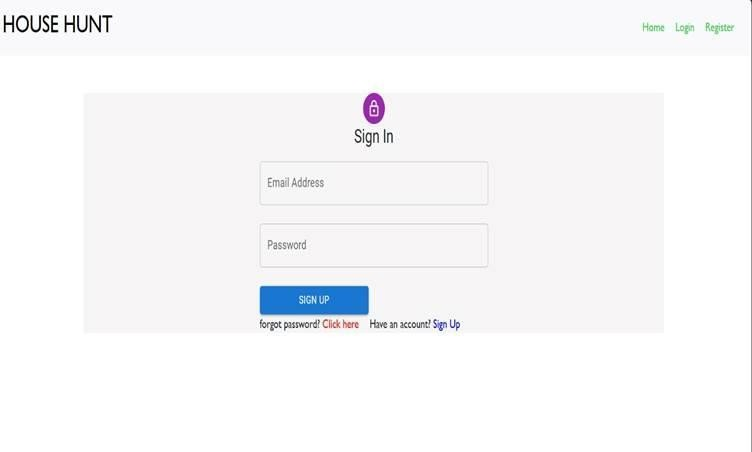 HOUSE HUNT
Home Login Register
Sign In
Email Address
Password
SIGN UP
forgot password? Click here Have an account? Sign Up